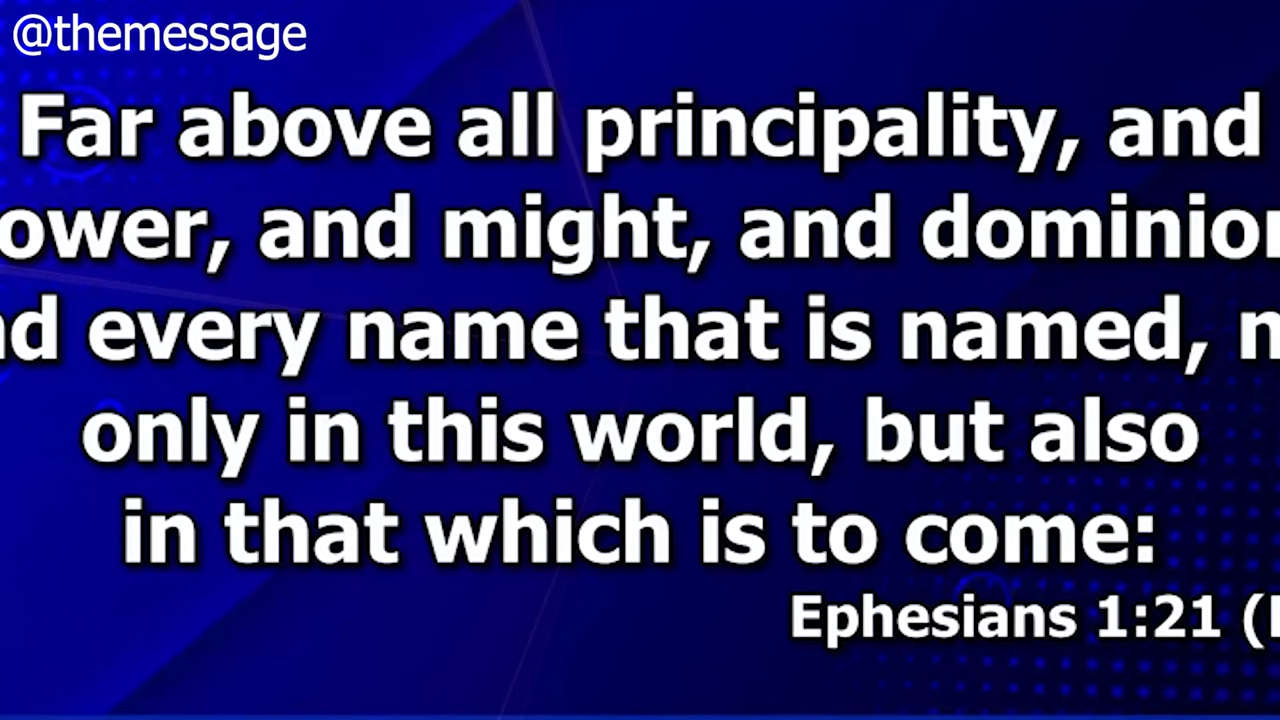 @themessage
Far above all principality, and
ower, and might, and dominion
d every name that is named, n
only in this world, but also
in that which is to come:
Ephesians 1:21 (